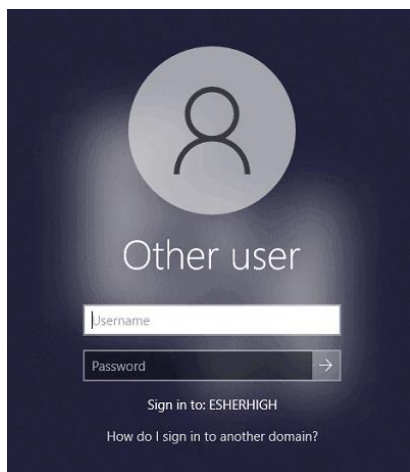 Other user
Username
Password
Sign in to: ESHERHIGH
How do I sign in to another domain?